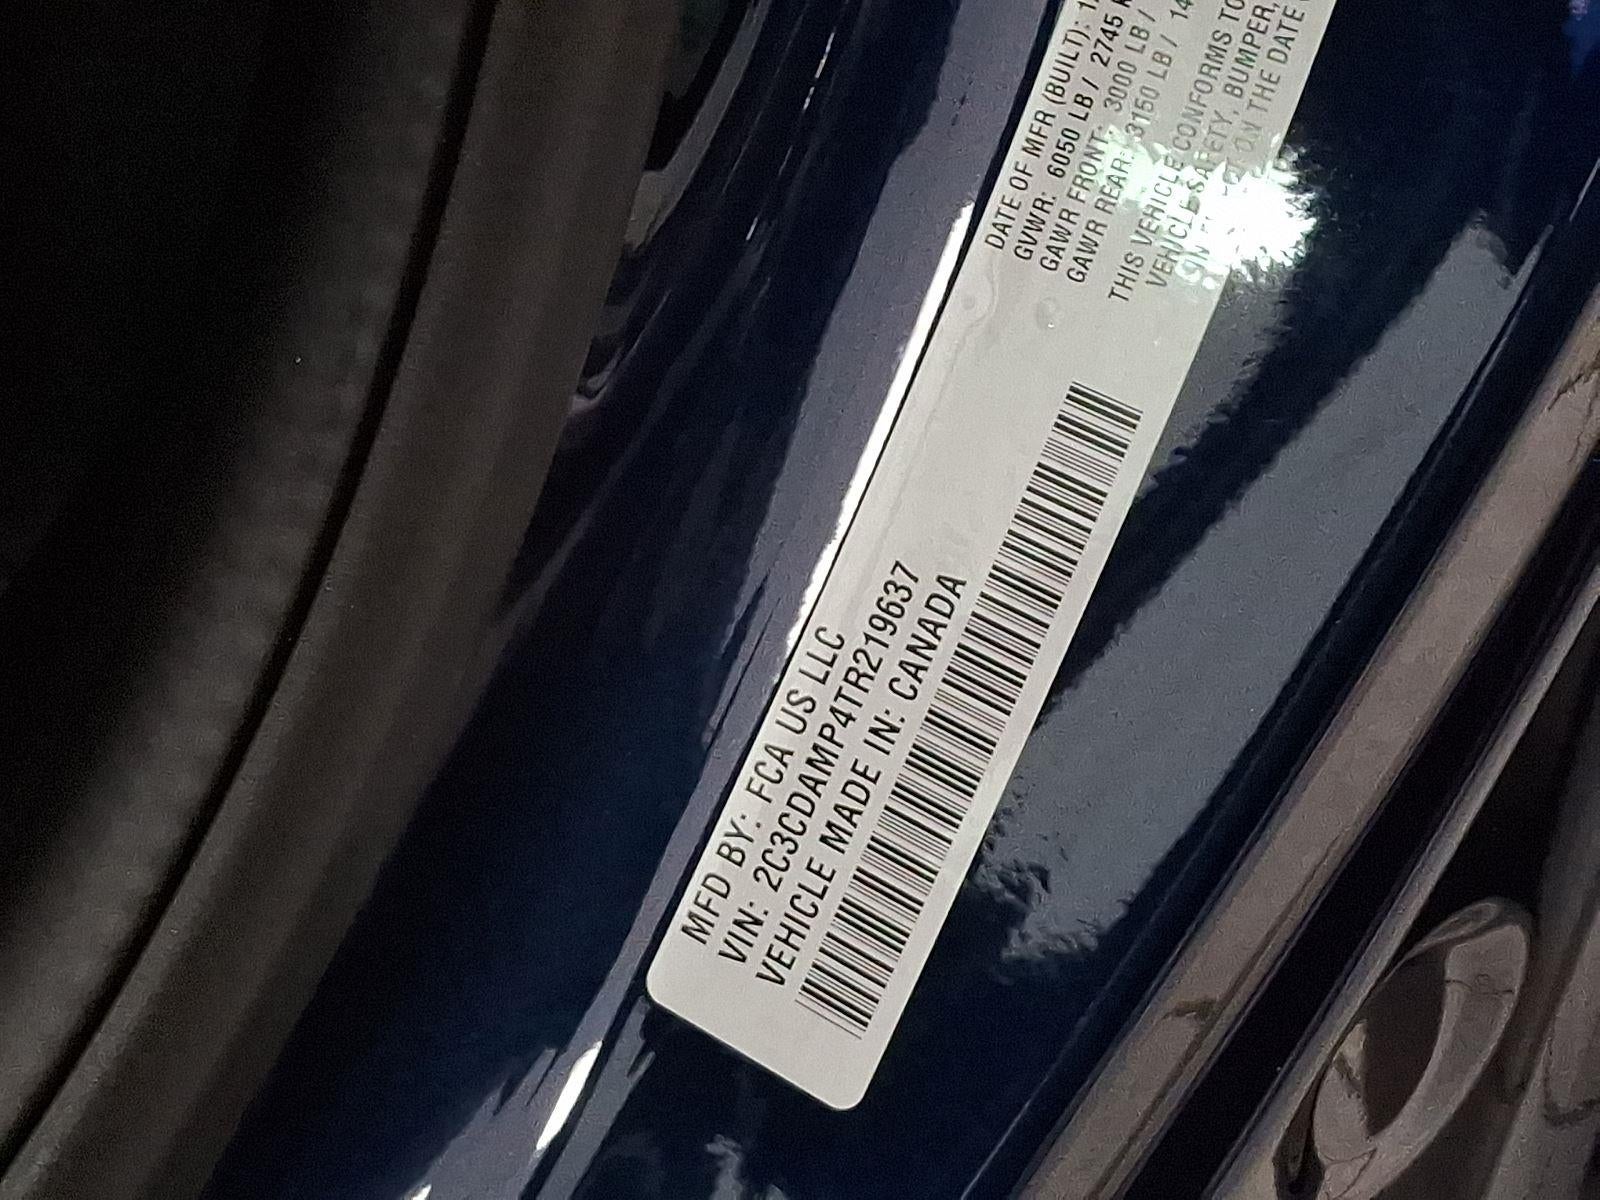 MFD BY: FCA US LLC
VIN: 2C3CDAMP4TR219637
VEHICLE MADE IN: CANADA
DATE OF MFR (BUILT):
GVWR: 6050 LB / 2745
GAWR FRONT: 3000 LB /
GAWR REAR: 3150 LB / 14
THIS VEHICLE CONFORMS TO
VEHICLE SAFETY, BUMPER,
ON THE DATE